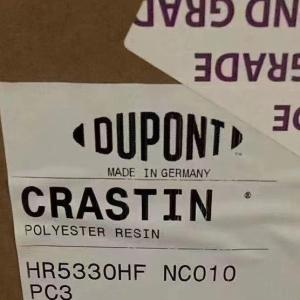 ND GRAD
GRADE
DUPONT
MADE IN GERMANY
CRASTIN ®
POLYESTER RESIN
HR5330HF NC010
PC3